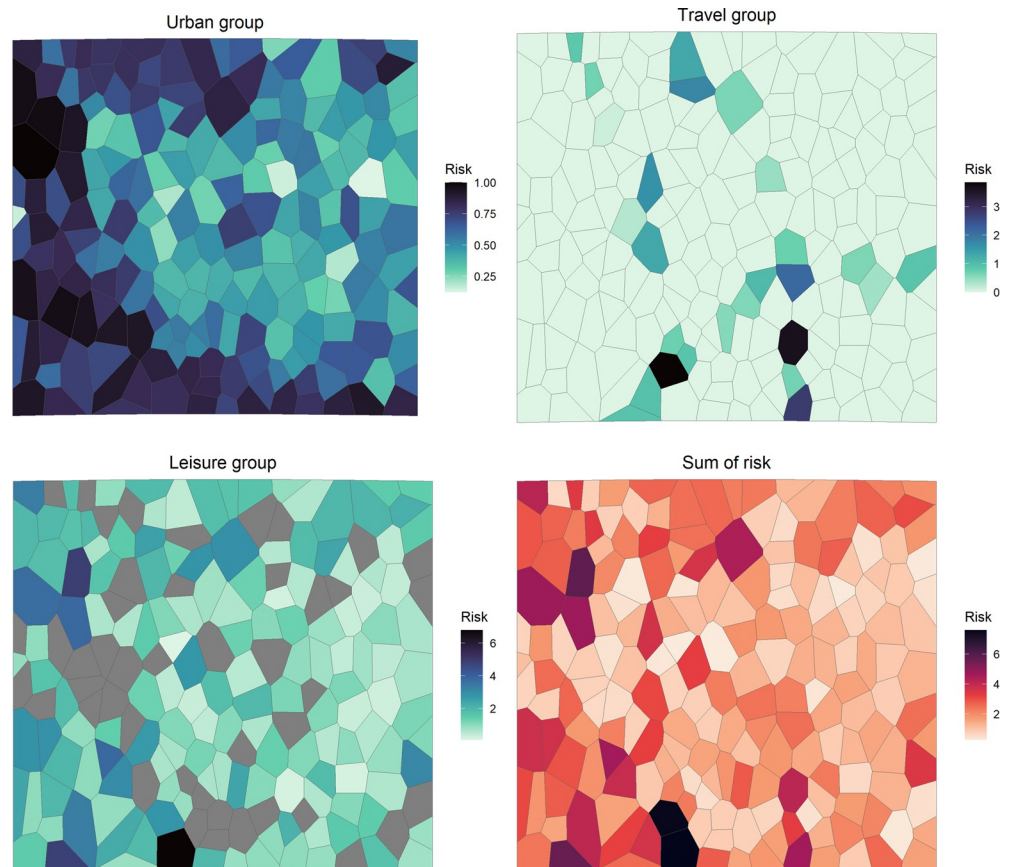 Urban group
Travel group
Risk
1.00
0.75
0.50
0.25
Risk
3
2
1
0
Leisure group
Sum of risk
Risk
6
4
2
Risk
6
4
2